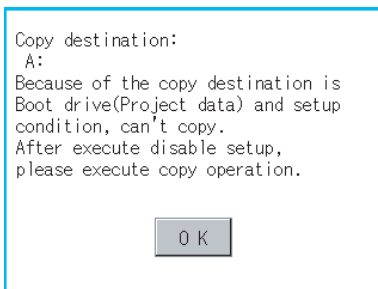 Copy destination:
A:
Because of the copy destination is
Boot drive(Project data) and setup
condition, can't copy.
After execute disable setup,
please execute copy operation.
OK